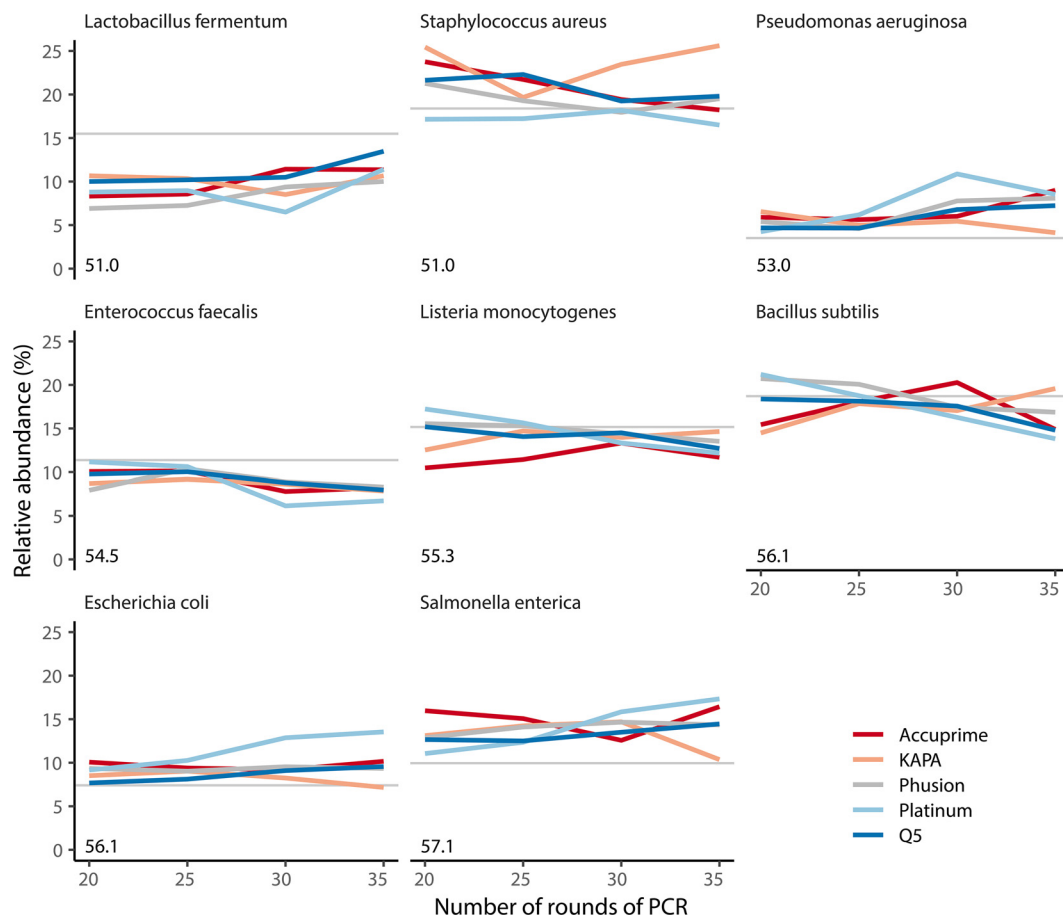 Lactobacillus fermentum
Staphylococcus aureus
Pseudomonas aeruginosa
25
20
15
10
5
0
51.0
51.0
53.0
Enterococcus faecalis
Listeria monocytogenes
Bacillus subtilis
Relative abundance (%)
25
20
15
10
5
0
54.5
55.3
56.1
20 25 30 35
Escherichia coli
Salmonella enterica
25
20
15
10
5
0
56.1
57.1
20 25 30 35
20 25 30 35
Number of rounds of PCR
Accuprime
KAPA
Phusion
Platinum
Q5